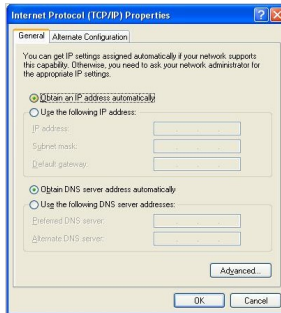 Internet Protocol (TCP/IP) Properties
General
Alternate Configuration
You can get IP settings assigned automatically if your network supports
this capability. Otherwise, you need to ask your network administrator for
the appropriate IP settings.
Obtain an IP address automatically
Use the following IP address:
IP address:
Subnet mask:
Default gateway:
Obtain DNS server address automatically
Use the following DNS server addresses:
Preferred DNS server:
Alternate DNS server:
Advanced...
OK
Cancel